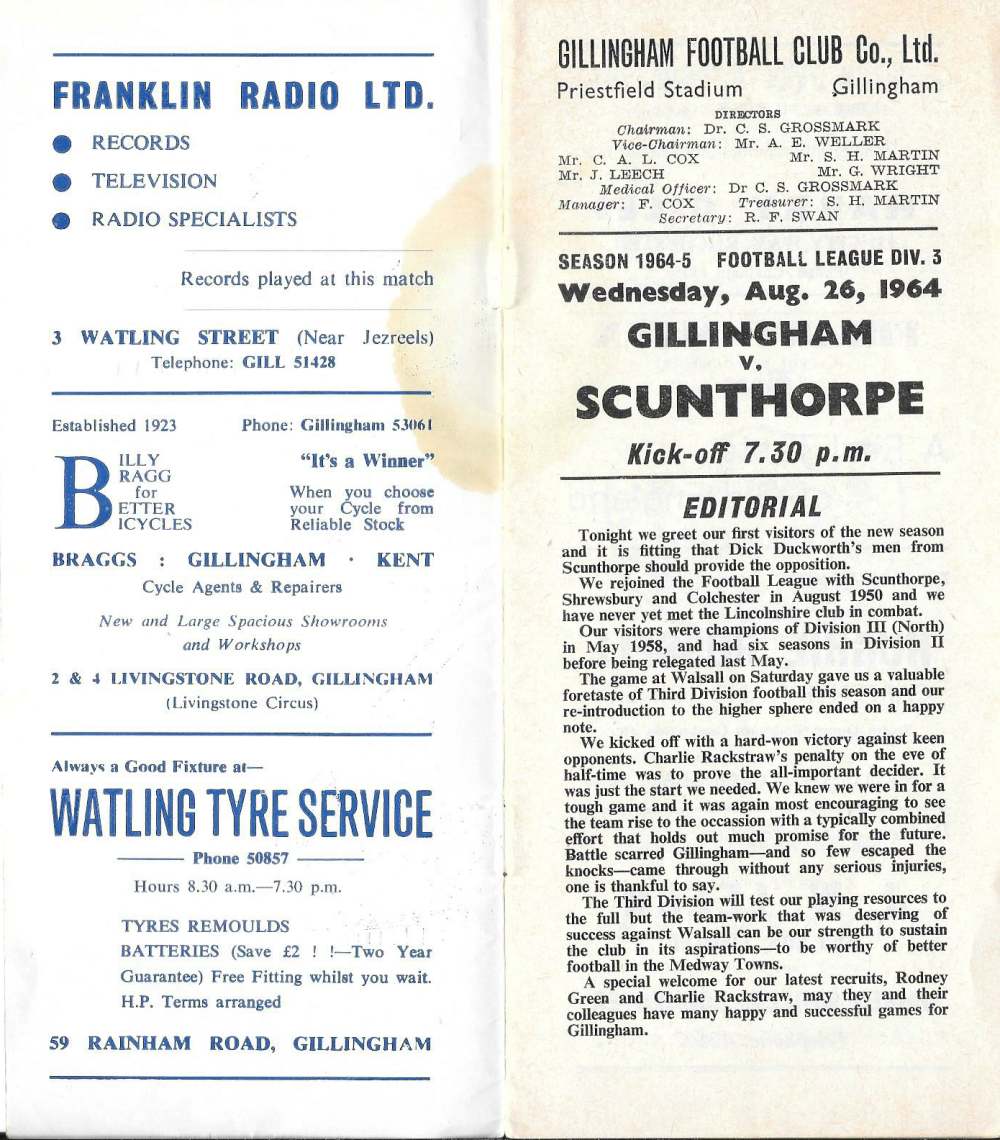 FRANKLIN RADIO LTD.
● RECORDS
● TELEVISION
● RADIO SPECIALISTS
Records played at this match
3 WATLING STREET (Near Jezreels)
Telephone: GILL 51428
Established 1923 Phone: Gillingham 53061
BILLY
BRAGG
for
BETTER
BICYCLES
"It's a Winner"
When you choose
your Cycle from
Reliable Stock
BRAGGS : GILLINGHAM · KENT
Cycle Agents & Repairers
New and Large Spacious Showrooms
and Workshops
2 & 4 LIVINGSTONE ROAD, GILLINGHAM
(Livingstone Circus)
Always a Good Fixture at—
WATLING TYRE SERVICE
Phone 50857
Hours 8.30 a.m.—7.30 p.m.
TYRES REMOULDS
BATTERIES (Save £2 ! !—Two Year
Guarantee) Free Fitting whilst you wait.
H.P. Terms arranged
59 RAINHAM ROAD, GILLINGHAM
GILLINGHAM FOOTBALL CLUB Co., Ltd.
Priestfield Stadium Gillingham
DIRECTORS
Chairman: Dr. C. S. GROSSMARK
Vice-Chairman: Mr. A. E. WELLER
Mr. C. A. L. COX Mr. S. H. MARTIN
Mr. J. LEECH Mr. G. WRIGHT
Medical Officer: Dr C. S. GROSSMARK
Manager: F. COX Treasurer: S. H. MARTIN
Secretary: R. F. SWAN
SEASON 1964-5 FOOTBALL LEAGUE DIV. 3
Wednesday, Aug. 26, 1964
GILLINGHAM
v.
SCUNTHORPE
Kick-off 7.30 p.m.
EDITORIAL
Tonight we greet our first visitors of the new season
and it is fitting that Dick Duckworth's men from
Scunthorpe should provide the opposition.
We rejoined the Football League with Scunthorpe,
Shrewsbury and Colchester in August 1950 and we
have never yet met the Lincolnshire club in combat.
Our visitors were champions of Division III (North)
in May 1958, and had six seasons in Division II
before being relegated last May.
The game at Walsall on Saturday gave us a valuable
foretaste of Third Division football this season and our
re-introduction to the higher sphere ended on a happy
note.
We kicked off with a hard-won victory against keen
opponents. Charlie Rackstraw's penalty on the eve of
half-time was to prove the all-important decider. It
was just the start we needed. We knew we were in for a
tough game and it was again most encouraging to see
the team rise to the occassion with a typically combined
effort that holds out much promise for the future.
Battle scarred Gillingham—and so few escaped the
knocks—came through without any serious injuries,
one is thankful to say.
The Third Division will test our playing resources to
the full but the team-work that was deserving of
success against Walsall can be our strength to sustain
the club in its aspirations—to be worthy of better
football in the Medway Towns.
A special welcome for our latest recruits, Rodney
Green and Charlie Rackstraw, may they and their
colleagues have many happy and successful games for
Gillingham.